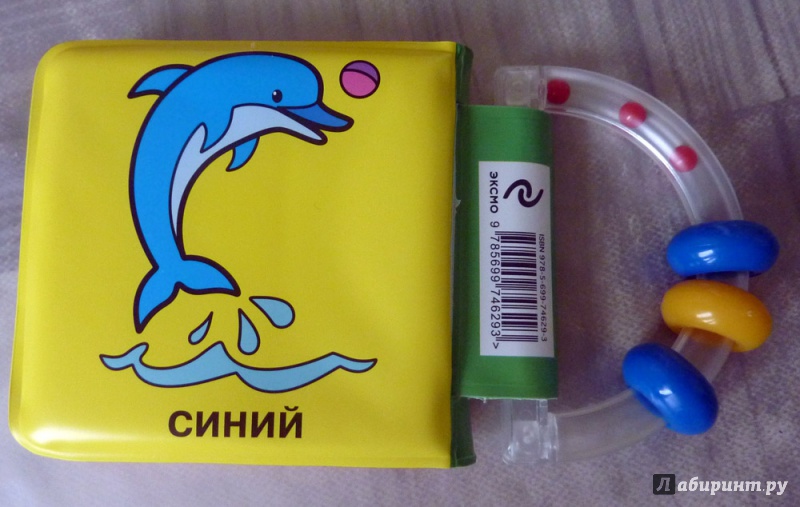 СИНИЙ
ЭКСМО
ISBN 978-5-699-74629-3
9 785699 746293 >
Лабиринт.ру